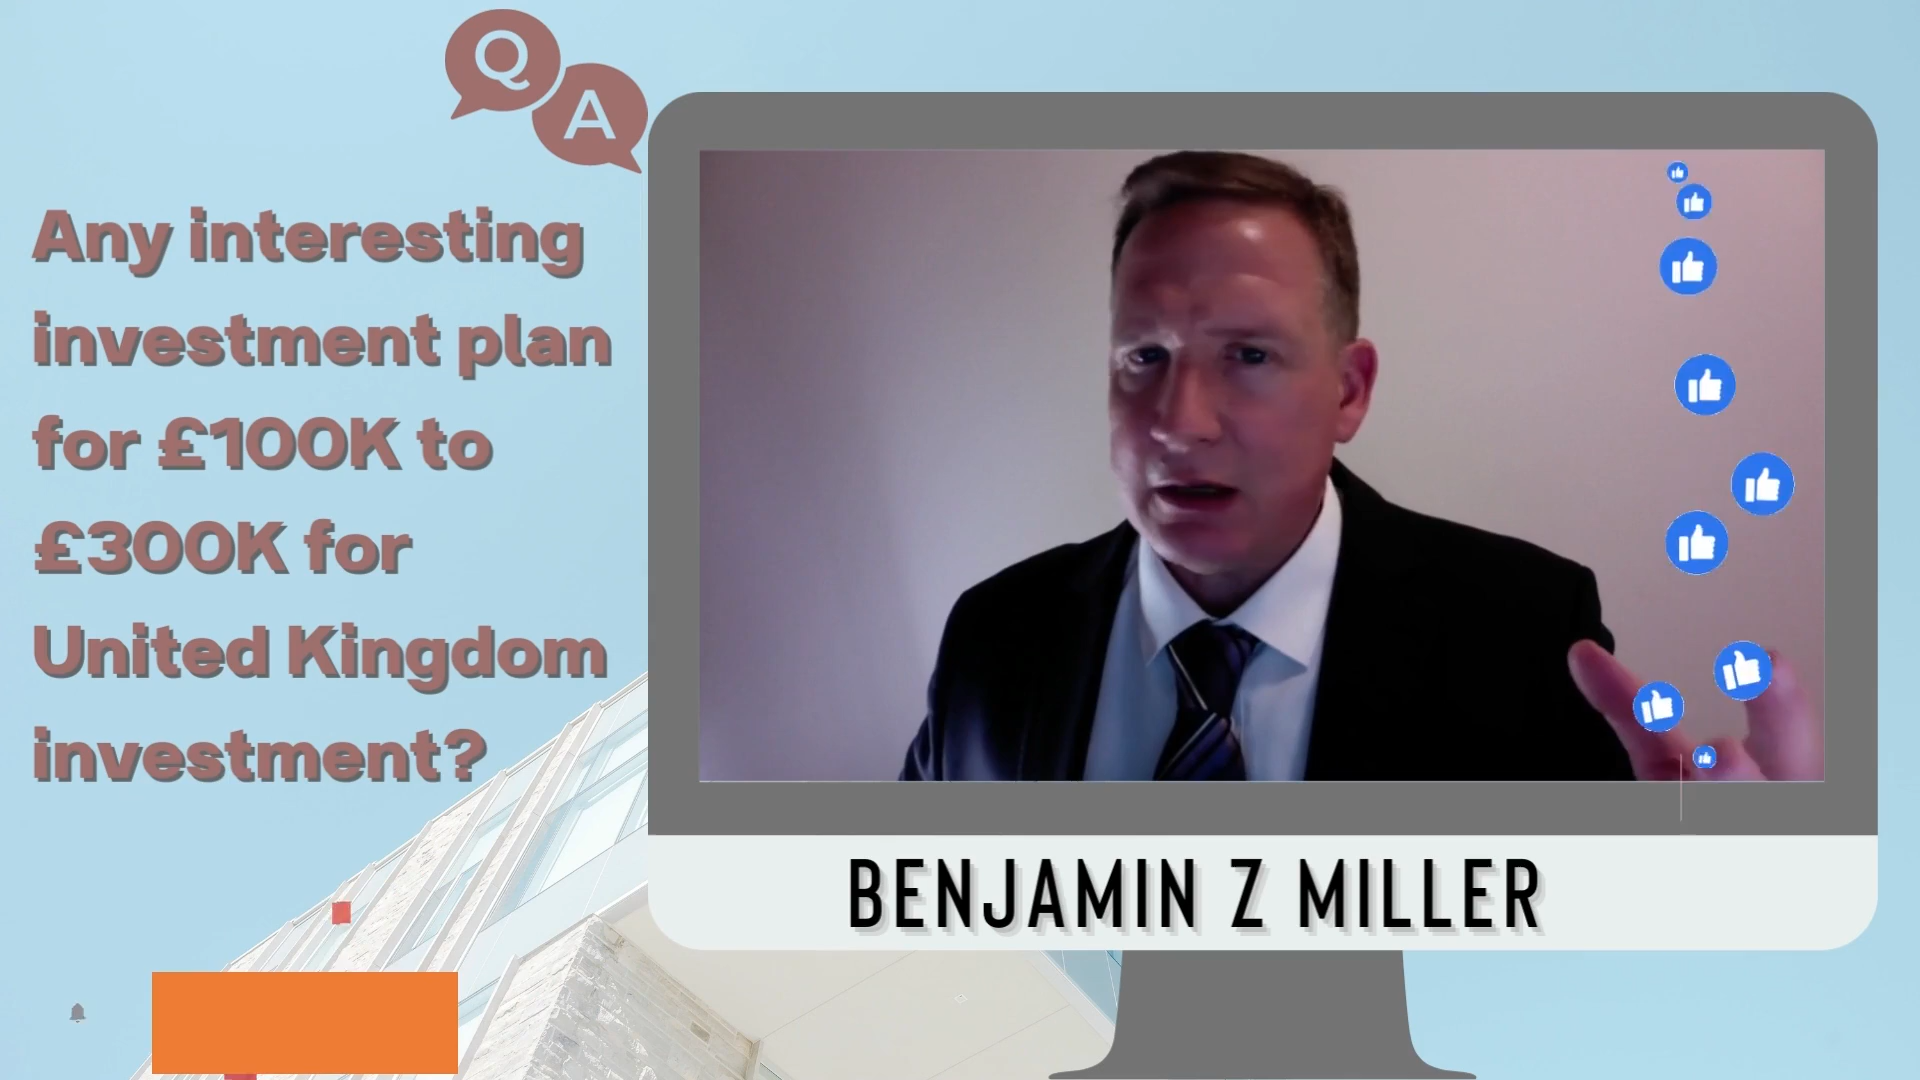 Q
A
Any interesting
investment plan
for £100K to
£300K for
United Kingdom
investment?
BENJAMIN Z MILLER